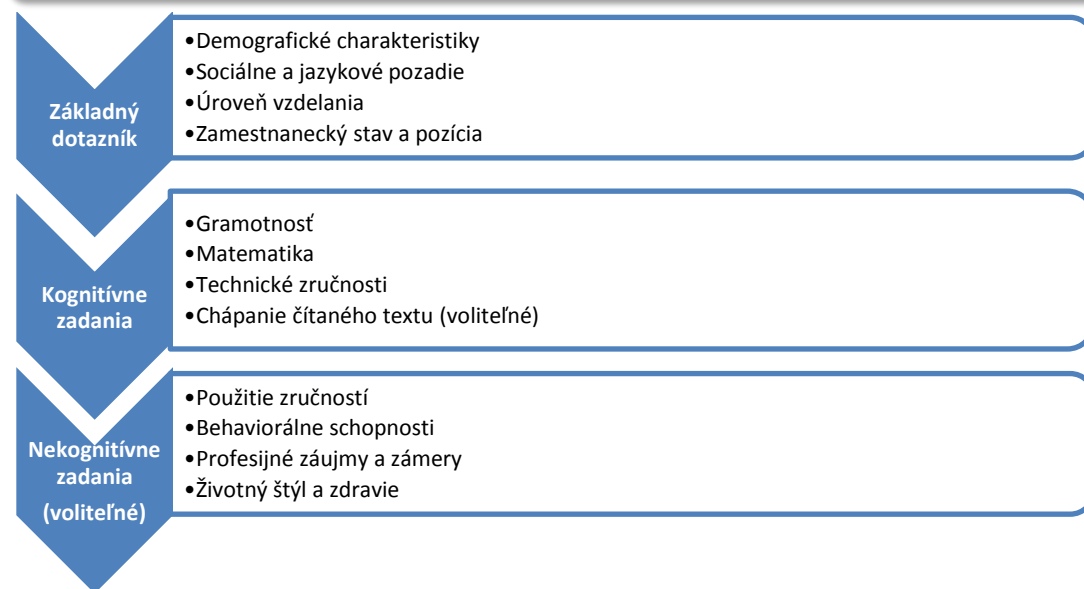 Základný
dotazník
•Demografické charakteristiky
•Sociálne a jazykové pozadie
•Úroveň vzdelania
•Zamestnanecký stav a pozícia
Kognitívne
zadania
•Gramotnosť
•Matematika
•Technické zručnosti
•Chápanie čítaného textu (voliteľné)
Nekognitívne
zadania
(voliteľné)
•Použitie zručností
•Behaviorálne schopnosti
•Profesijné záujmy a zámery
•Životný štýl a zdravie